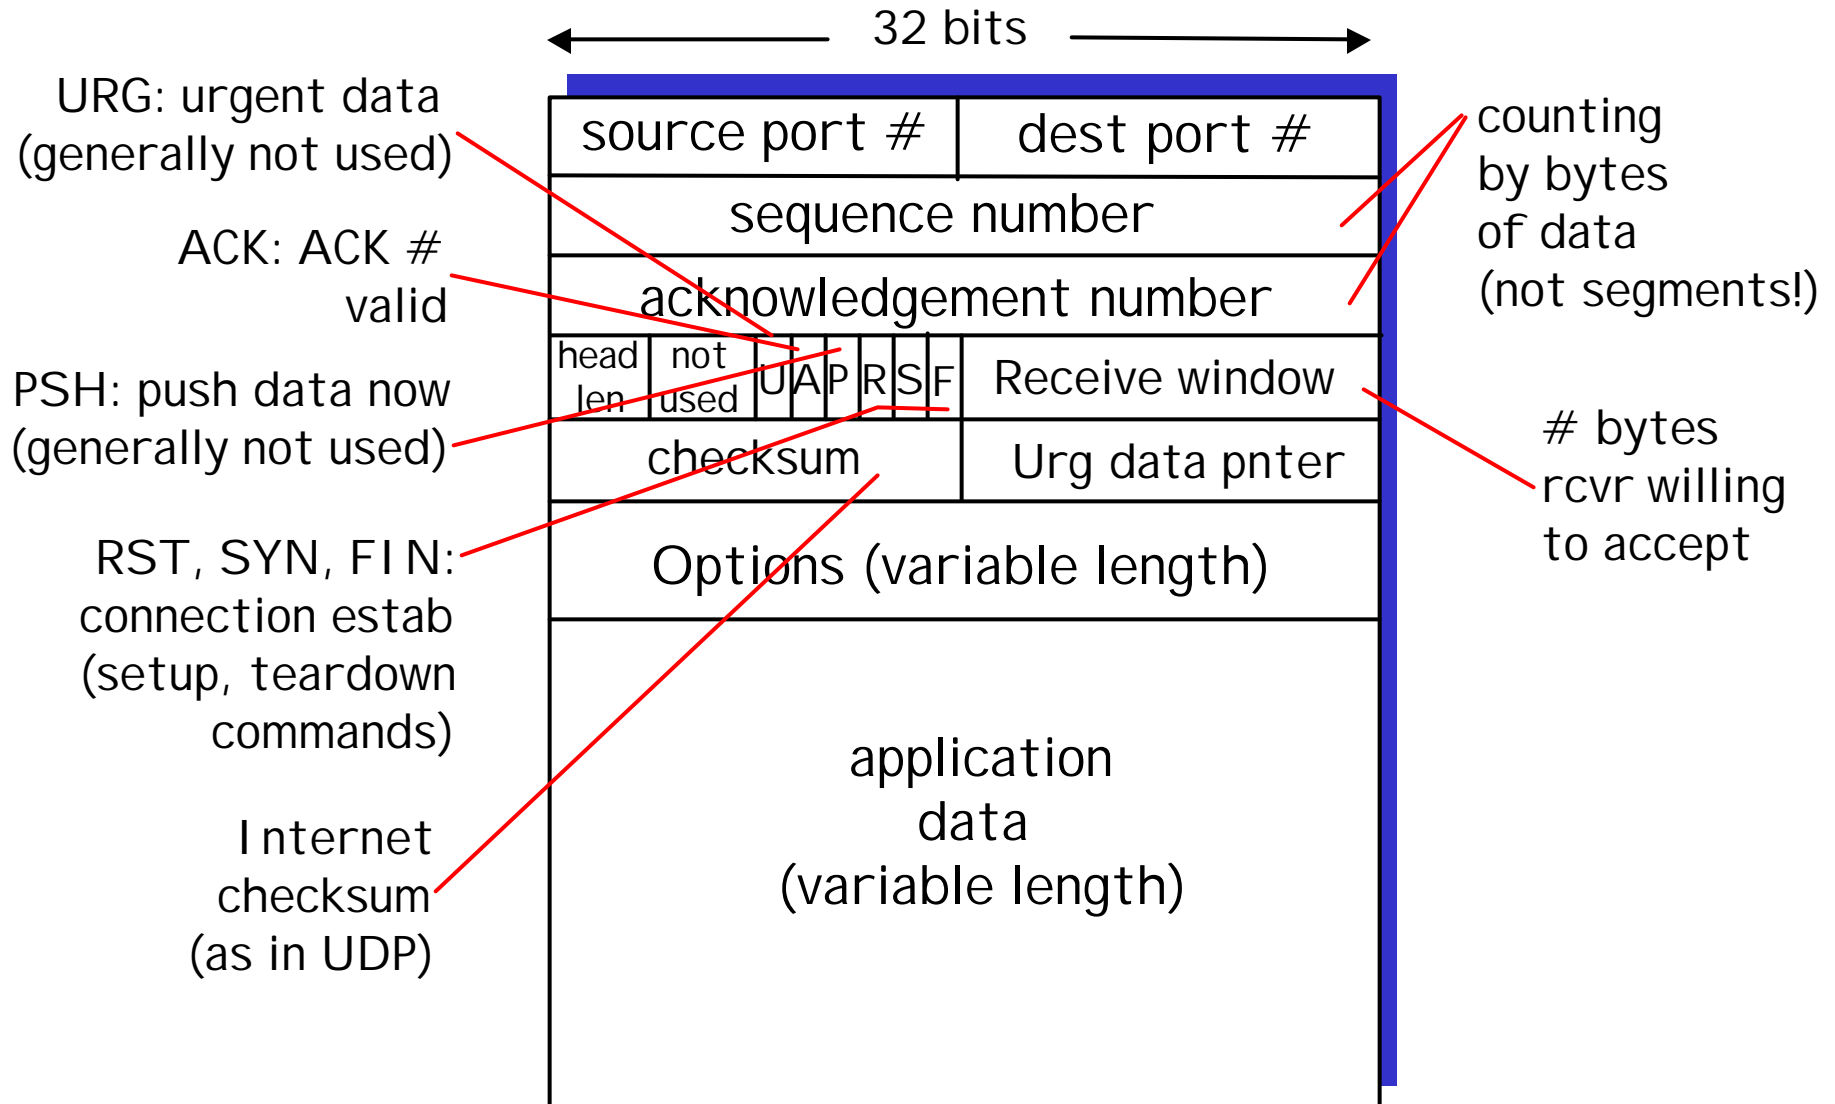 32 bits
URG: urgent data
(generally not used)
ACK: ACK #
valid
PSH: push data now
(generally not used)
RST, SYN, FIN:
connection estab
(setup, teardown
commands)
Internet
checksum
(as in UDP)
source port # dest port #
sequence number
acknowledgement number
head not U A P R S F Receive window
len used
checksum Urg data pnter
Options (variable length)
application
data
(variable length)
counting
by bytes
of data
(not segments!)
# bytes
rcvr willing
to accept